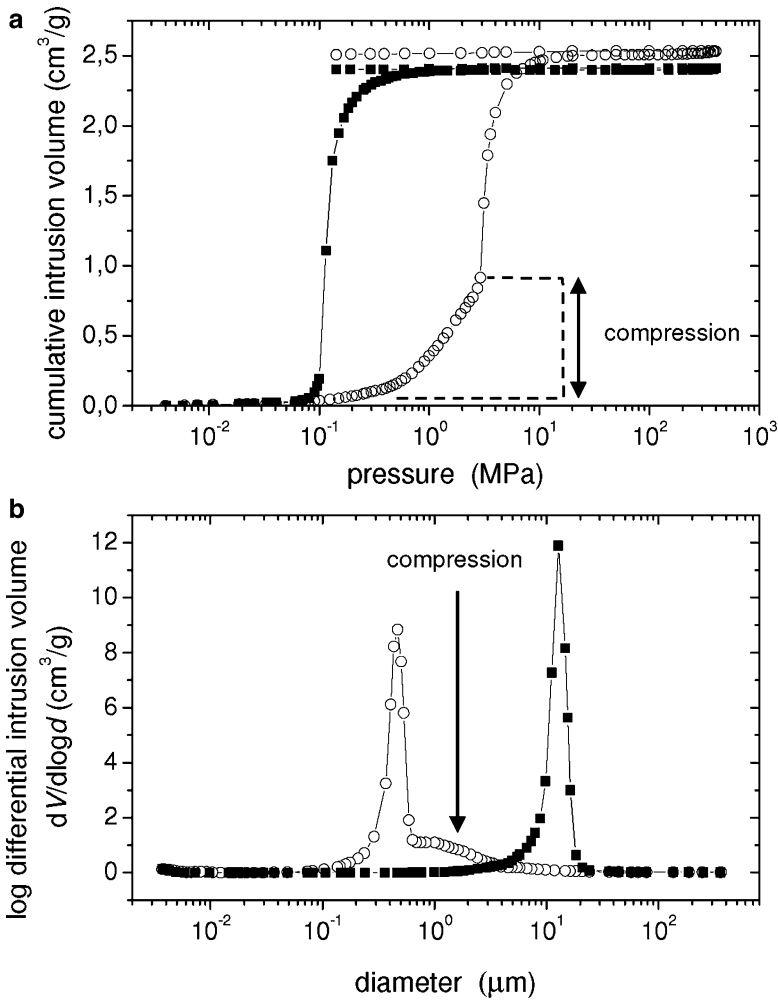 a
cumulative intrusion volume (cm³/g)
2,5
2,0
1,5
1,0
0,5
0,0
compression
10⁻² 10⁻¹ 10⁰ 10¹ 10² 10³
pressure (MPa)
b
log differential intrusion volume
dV/dlogd (cm³/g)
12
10
8
6
4
2
0
compression
10⁻² 10⁻¹ 10⁰ 10¹ 10²
diameter (μm)